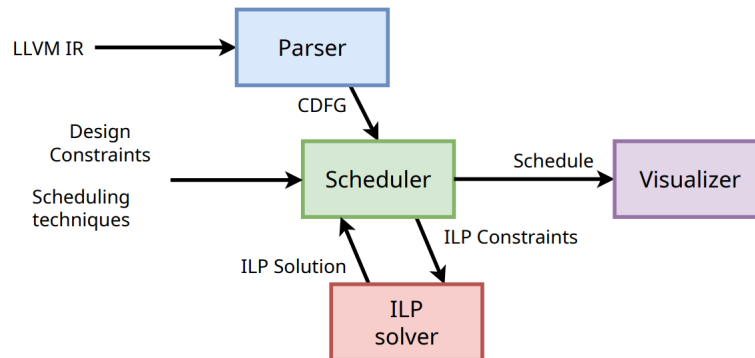 Parser
LLVM IR
CDFG
Design
Constraints
Scheduling
techniques
Scheduler
Schedule
Visualizer
ILP Constraints
ILP Solution
ILP
solver